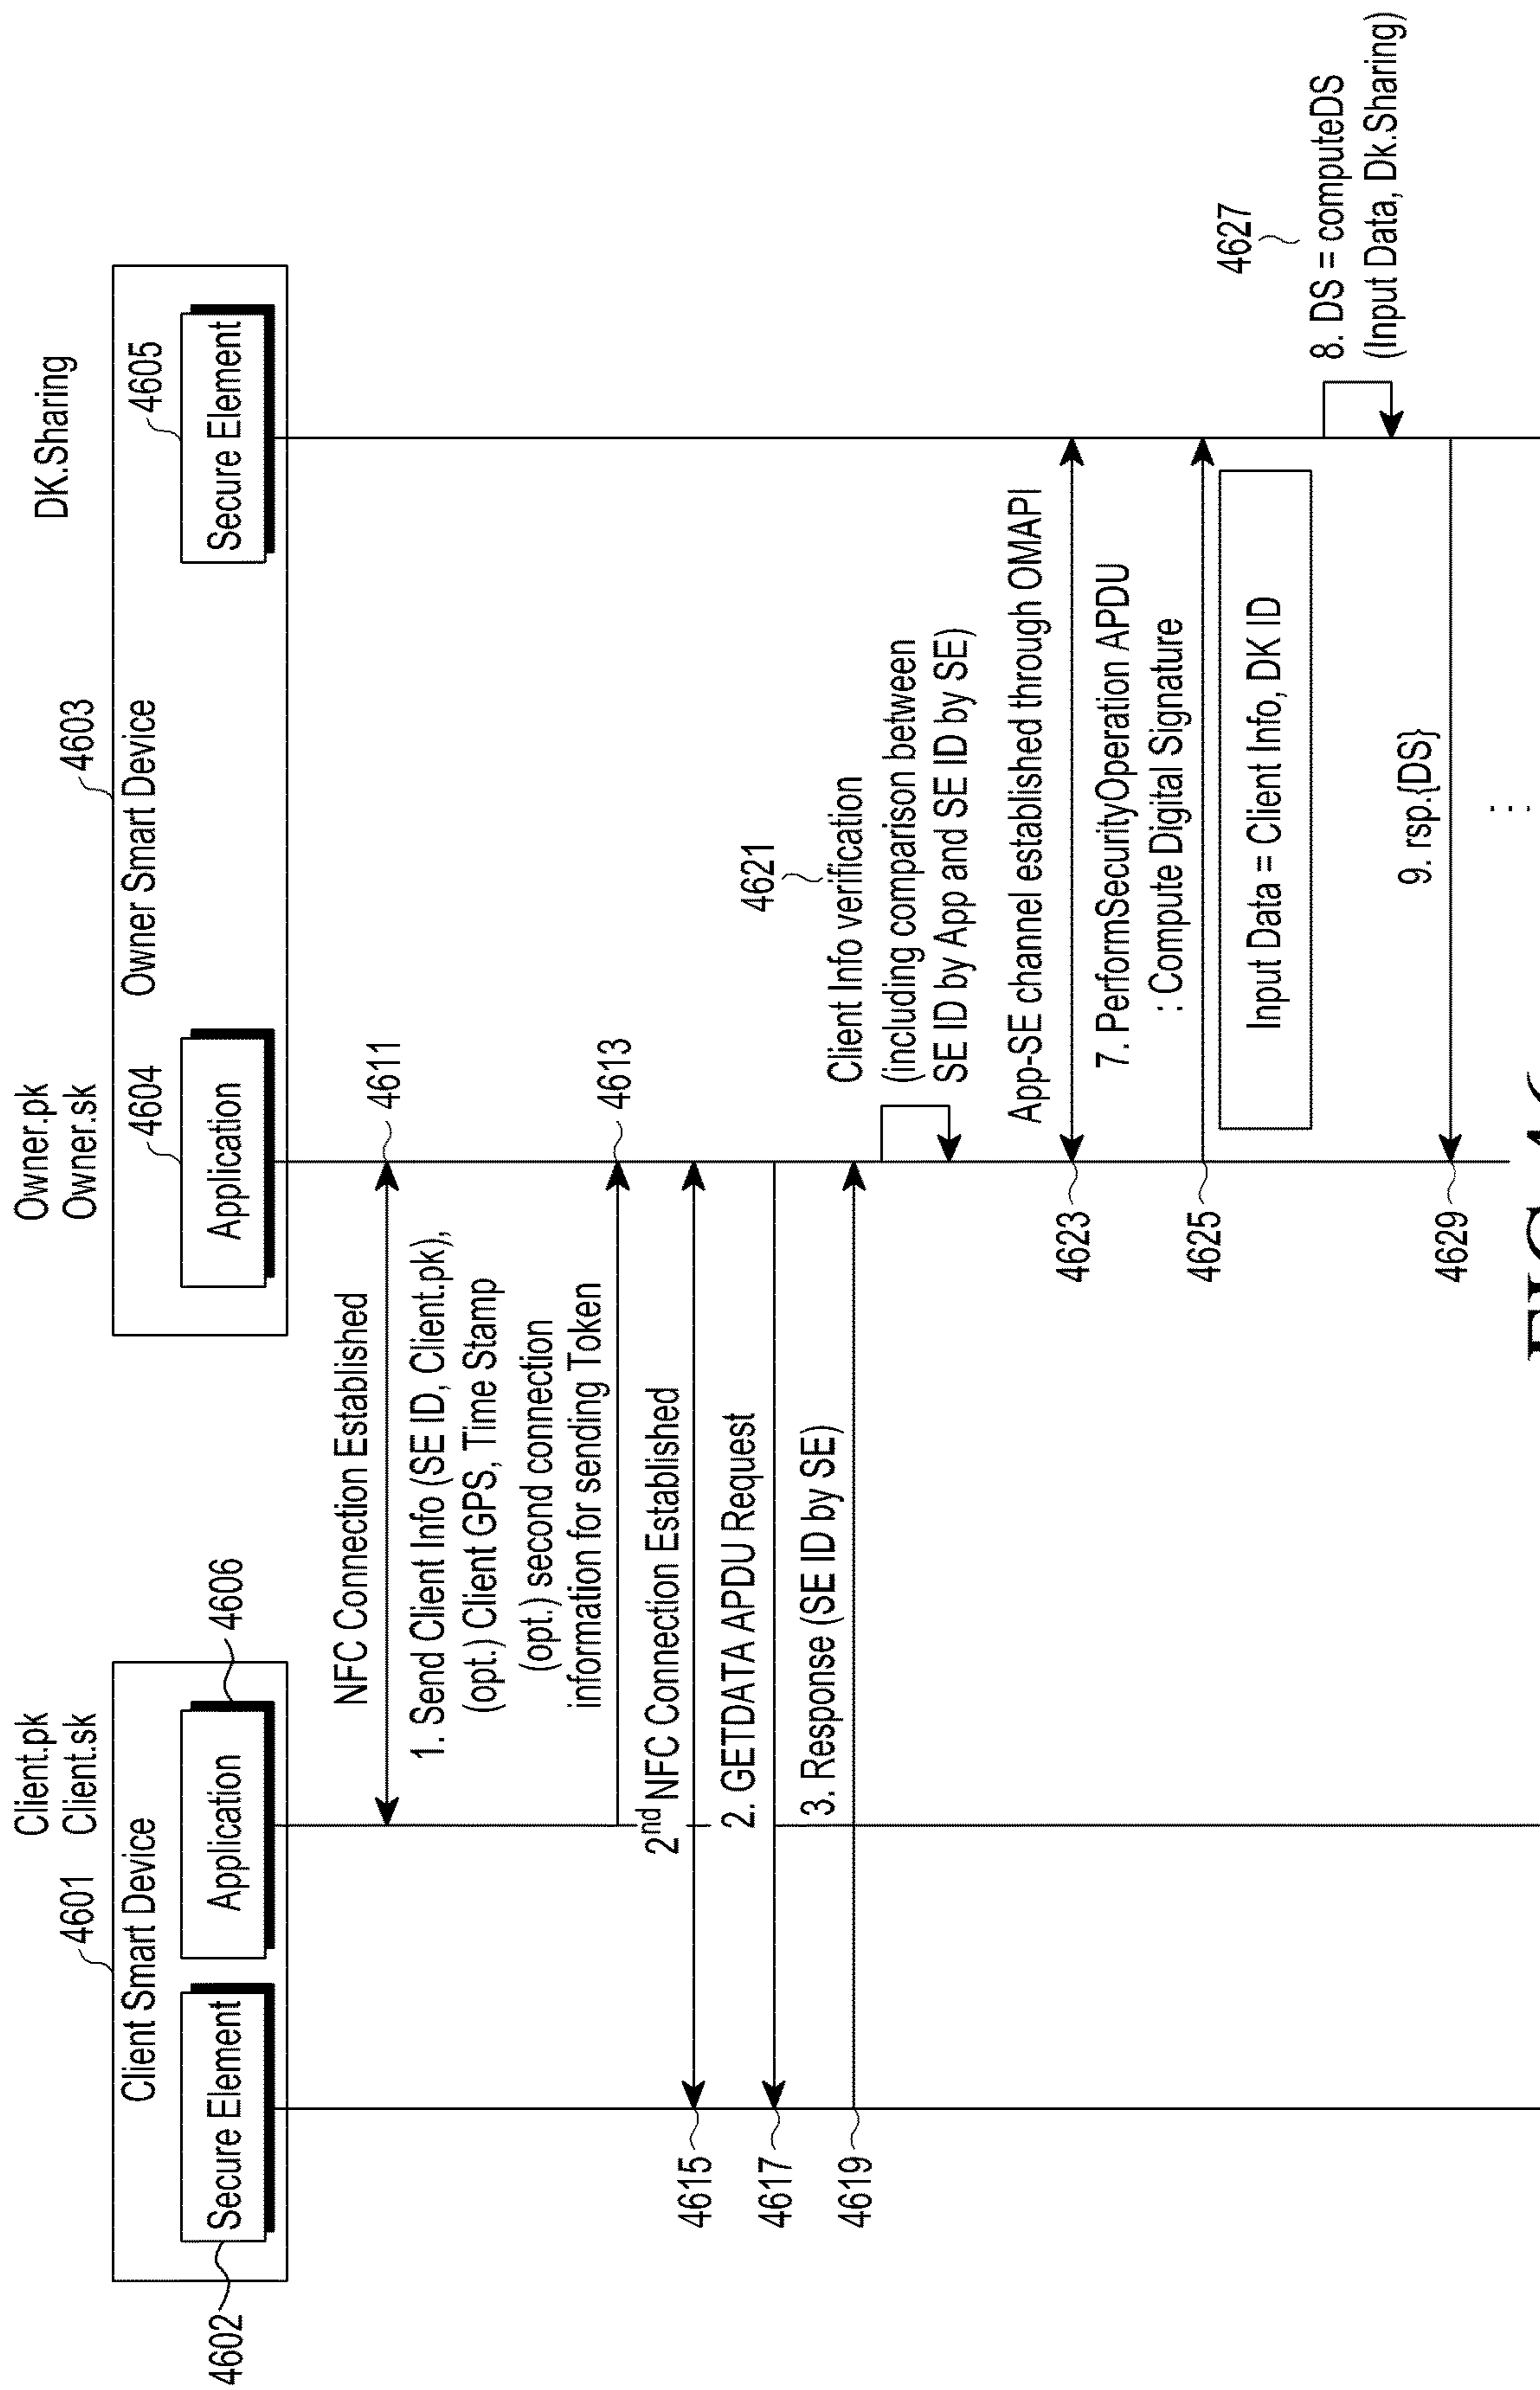 Client.pk
Client.sk
Owner.pk
Owner.sk
DK.Sharing
4601
4603
Client Smart Device
Owner Smart Device
4602
Secure Element
Application
4606
4604
Application
4605
Secure Element
NFC Connection Established
4611
1. Send Client Info (SE ID, Client.pk),
(opt.) Client GPS, Time Stamp
(opt.) second connection
information for sending Token
4613
2nd NFC Connection Established
4615
2. GETDATA APDU Request
4617
3. Response (SE ID by SE)
4619
4621
Client Info verification
(including comparison between
SE ID by App and SE ID by SE)
App-SE channel established through OMAPI
4623
7. PerformSecurityOperation APDU
: Compute Digital Signature
4625
Input Data = Client Info, DK ID
4627
8. DS = computeDS
(Input Data, Dk.Sharing)
9. rsp.{DS}
4629